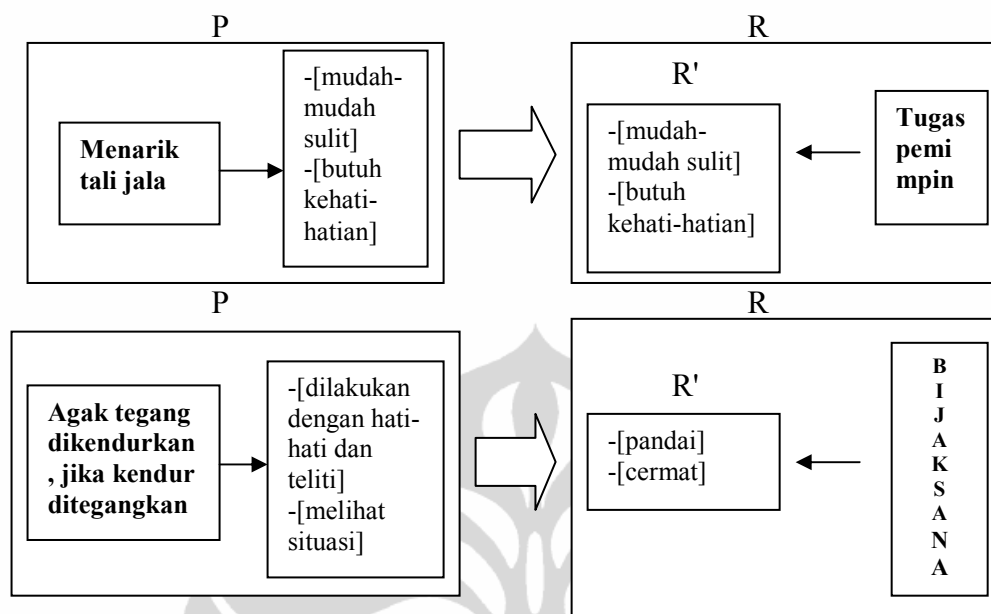 P
Menarik
tali jala
-[mudah-
mudah
sulit]
-[butuh
kehati-
hatian]
R
R'
-[mudah-
mudah sulit]
-[butuh
kehati-hatian]
Tugas
pemi
mpin
P
Agak tegang
dikendurkan
, jika kendur
ditegangkan
-[dilakukan
dengan hati-
hati dan
teliti]
-[melihat
situasi]
R
R'
-[pandai]
-[cermat]
B
I
J
A
K
S
A
N
A